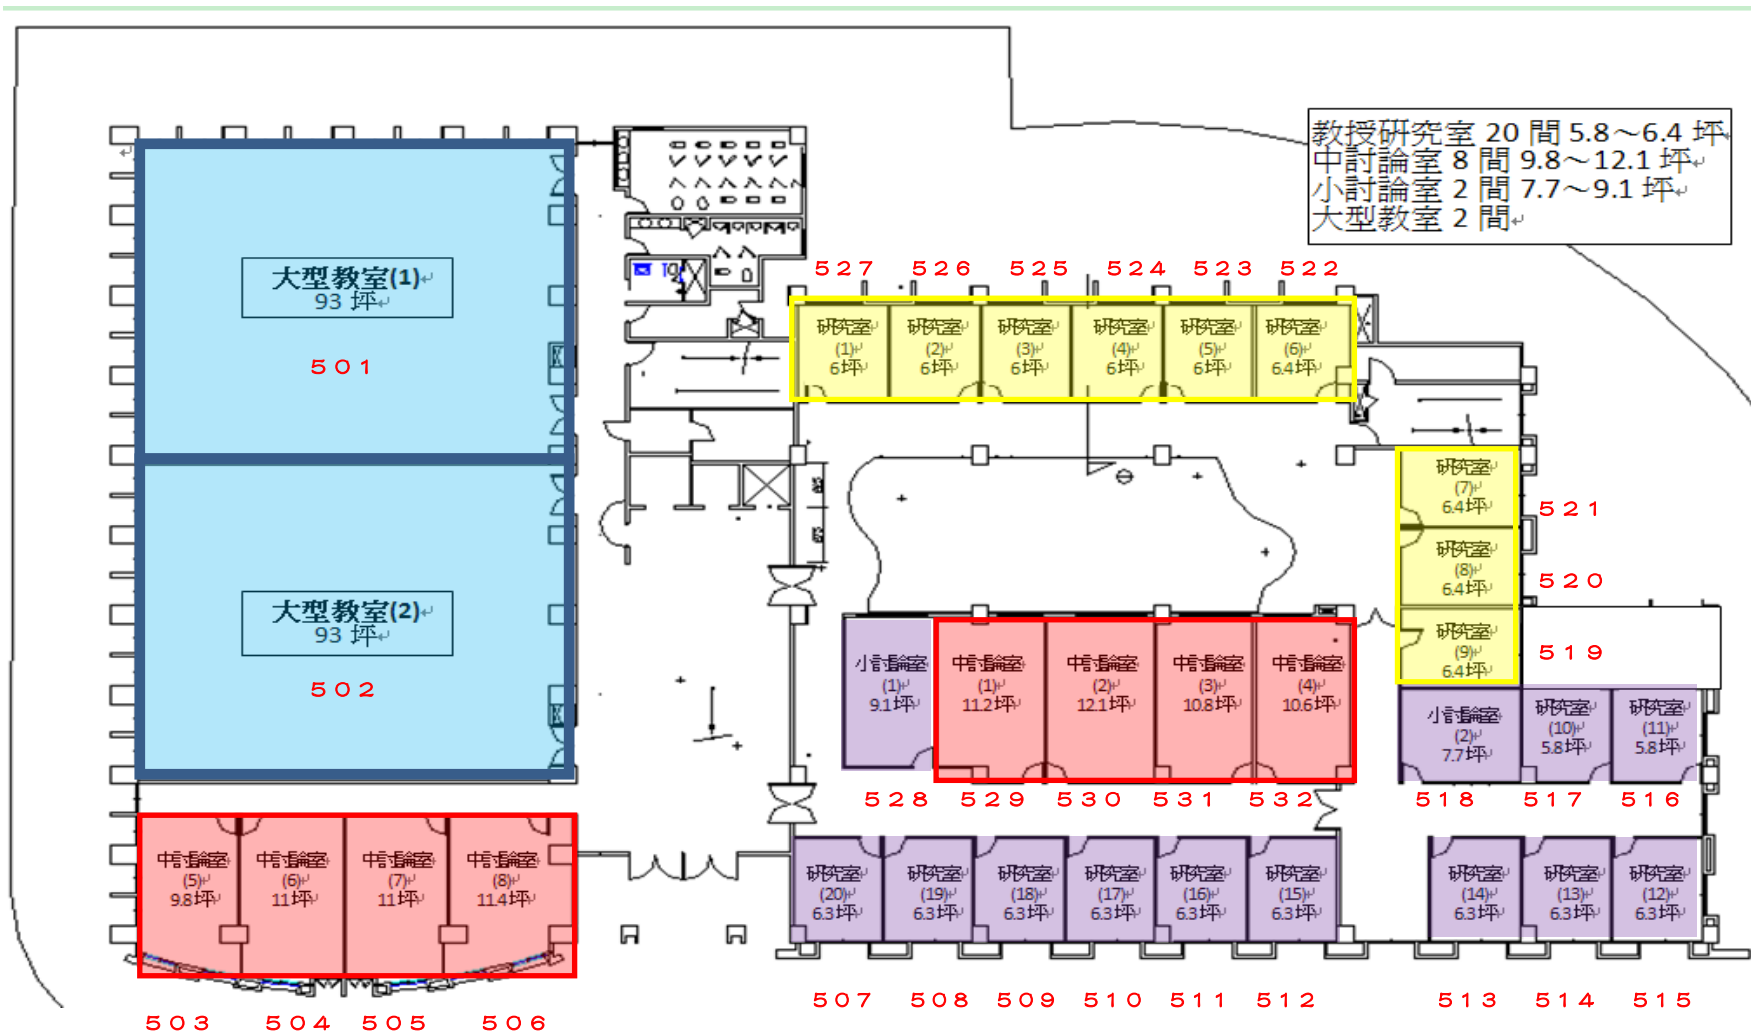 教授研究室 20 間 5.8～6.4 坪
中討論室 8 間 9.8～12.1 坪
小討論室 2 間 7.7～9.1 坪
大型教室 2 間
大型教室(1)
93 坪
５０１
大型教室(2)
93 坪
５０２
５２７ ５２６ ５２５ ５２４ ５２３ ５２２
研究室 研究室 研究室 研究室 研究室 研究室
(1) (2) (3) (4) (5) (6)
6坪 6坪 6坪 6坪 6坪 6.4坪
研究室
(7)
6.4坪
５２１
研究室
(8)
6.4坪
５２０
研究室
(9)
6.4坪
５１９
小討論室 中討論室 中討論室 中討論室 中討論室
(1) (1) (2) (3) (4)
9.1坪 11.2坪 12.1坪 10.8坪 10.6坪
５２８ ５２９ ５３０ ５３１ ５３２
小討論室 研究室 研究室
(2) (10) (11)
7.7坪 5.8坪 5.8坪
５１８ ５１７ ５１６
中討論室 中討論室 中討論室 中討論室
(5) (6) (7) (8)
9.8坪 11坪 11坪 11.4坪
５０３ ５０４ ５０５ ５０６
研究室 研究室 研究室 研究室 研究室 研究室
(20) (19) (18) (17) (16) (15)
6.3坪 6.3坪 6.3坪 6.3坪 6.3坪 6.3坪
５０７ ５０８ ５０９ ５１０ ５１１ ５１２
研究室 研究室 研究室
(14) (13) (12)
6.3坪 6.3坪 6.3坪
５１３ ５１４ ５１５